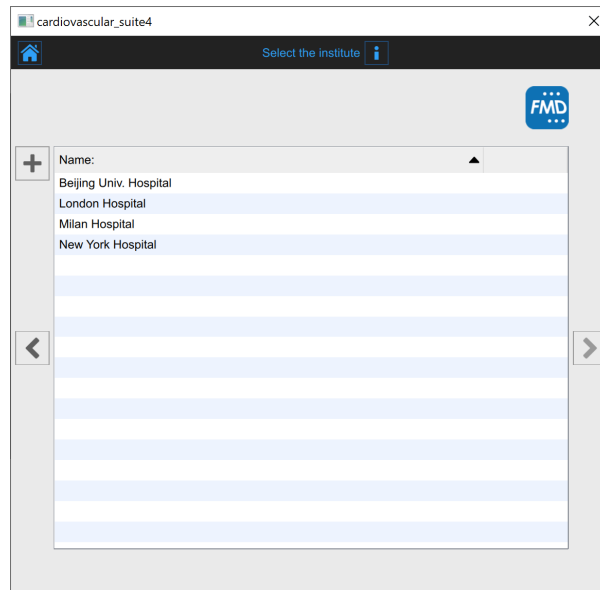 cardiovascular_suite4
Select the institute
FMD
Name:
Beijing Univ. Hospital
London Hospital
Milan Hospital
New York Hospital